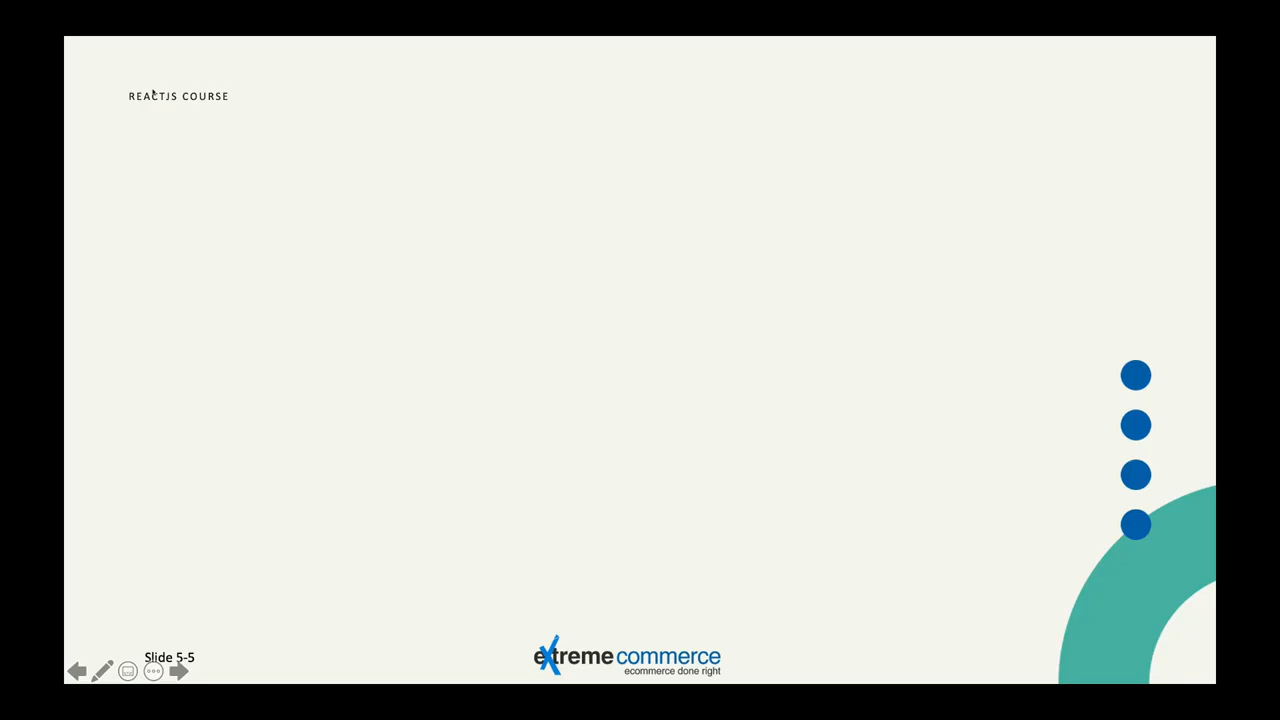 REACTJS COURSE
Slide 5-5
extreme commerce
ecommerce done right